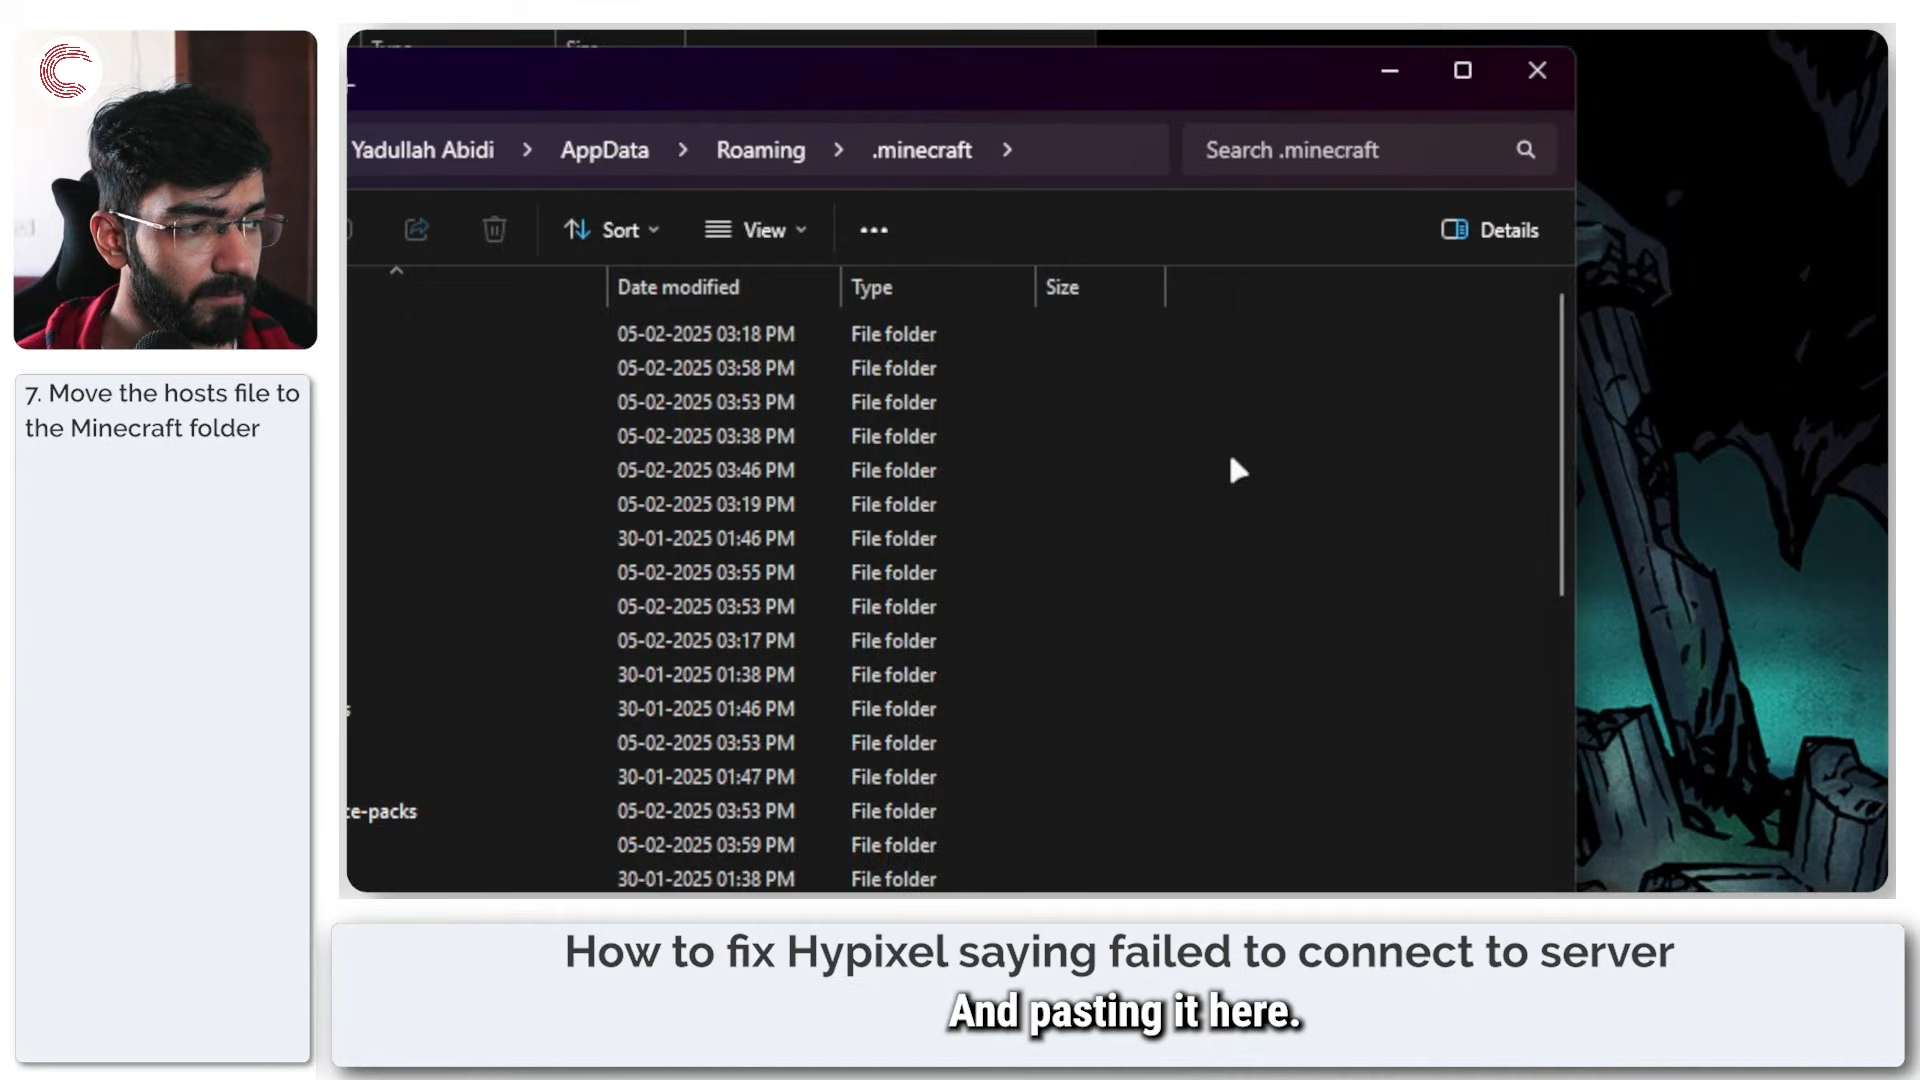 7. Move the hosts file to
the Minecraft folder
Type Size
Yadullah Abidi > AppData > Roaming > .minecraft >
Search .minecraft
Sort View ••• Details
Date modified Type Size
05-02-2025 03:18 PM File folder
05-02-2025 03:58 PM File folder
05-02-2025 03:53 PM File folder
05-02-2025 03:38 PM File folder
05-02-2025 03:46 PM File folder
05-02-2025 03:19 PM File folder
30-01-2025 01:46 PM File folder
05-02-2025 03:55 PM File folder
05-02-2025 03:53 PM File folder
05-02-2025 03:17 PM File folder
30-01-2025 01:38 PM File folder
s 30-01-2025 01:46 PM File folder
05-02-2025 03:53 PM File folder
30-01-2025 01:47 PM File folder
ce-packs 05-02-2025 03:53 PM File folder
05-02-2025 03:59 PM File folder
30-01-2025 01:38 PM File folder
How to fix Hypixel saying failed to connect to server
And pasting it here.